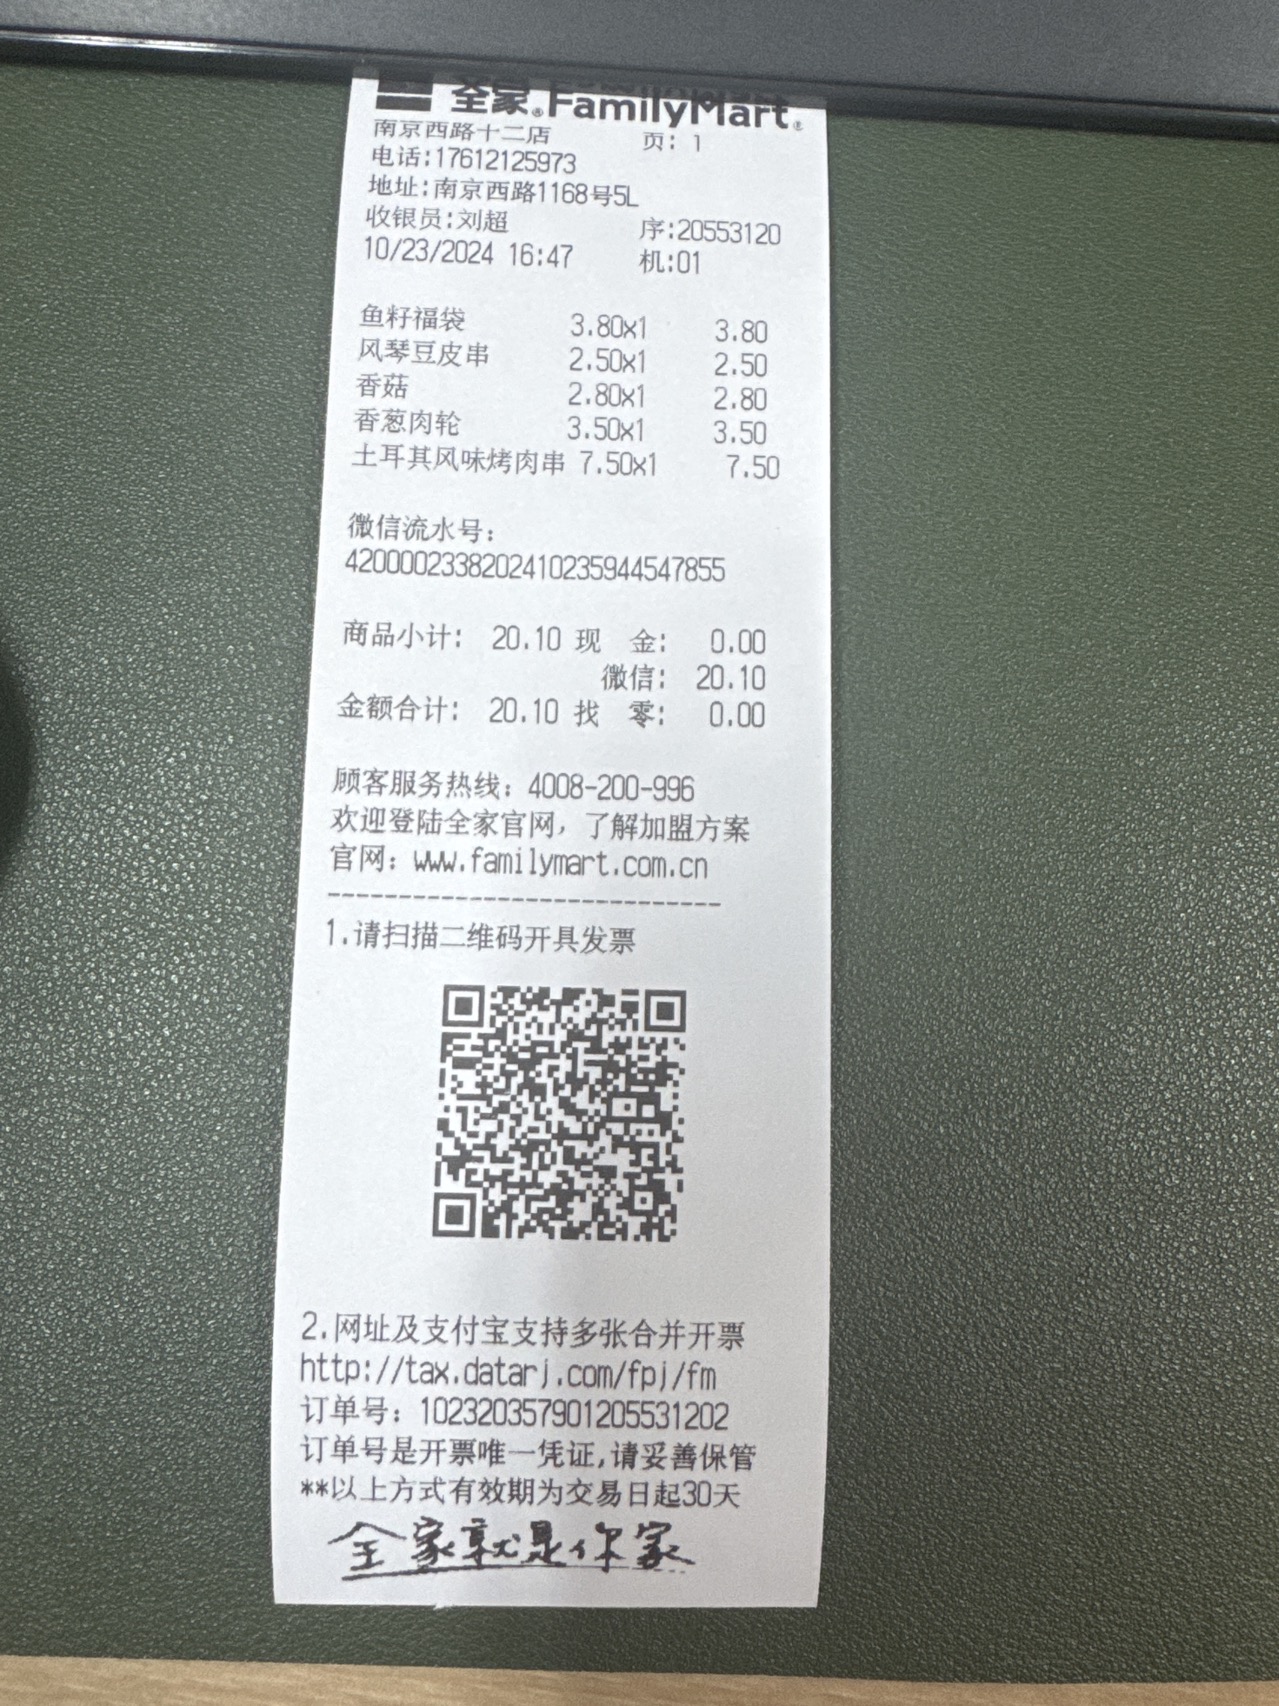 全家 FamilyMart
南京西路十二店 页: 1
电话:17612125973
地址:南京西路1168号5L
收银员:刘超 序:20553120
10/23/2024 16:47 机:01
鱼籽福袋 3.80x1 3.80
风琴豆皮串 2.50x1 2.50
香菇 2.80x1 2.80
香葱肉轮 3.50x1 3.50
土耳其风味烤肉串 7.50x1 7.50
微信流水号:
4200002338202410235944547855
商品小计: 20.10 现 金: 0.00
微信: 20.10
金额合计: 20.10 找 零: 0.00
顾客服务热线: 4008-200-996
欢迎登陆全家官网, 了解加盟方案
官网: www.familymart.com.cn
----------------------------
1.请扫描二维码开具发票
2.网址及支付宝支持多张合并开票
http://tax.datarj.com/fpj/fm
订单号: 102320357901205531202
订单号是开票唯一凭证,请妥善保管
**以上方式有效期为交易日起30天
全家就是你家